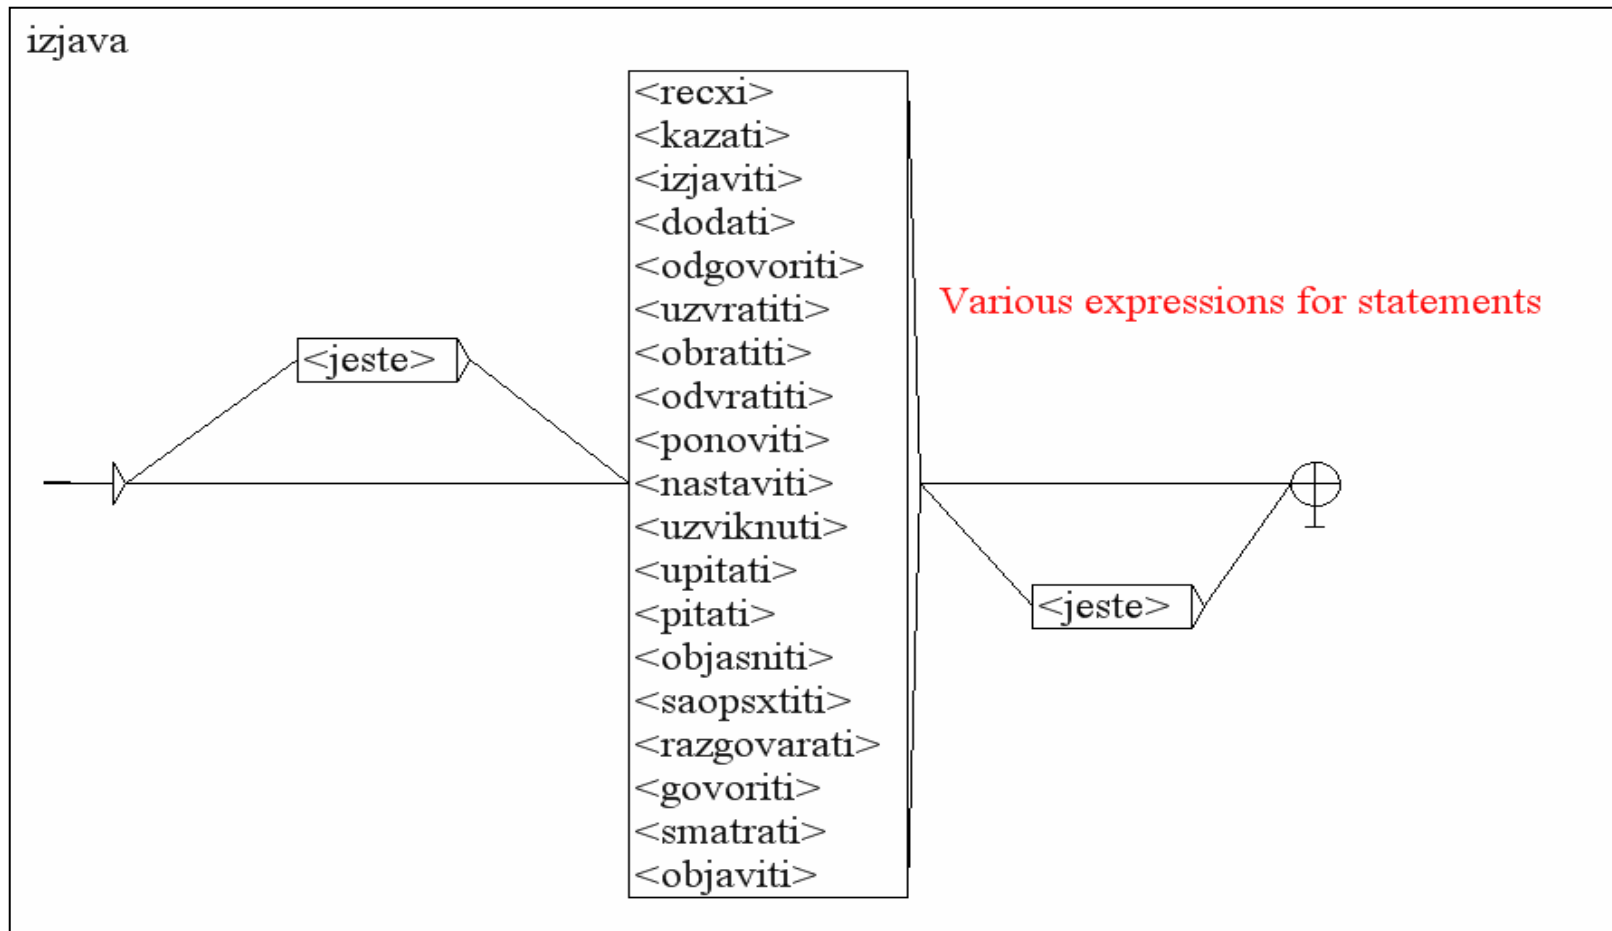 izjava
<recxi>
<kazati>
<izjaviti>
<dodati>
<odgovoriti>
<uzvratiti>
<obratiti>
<odvratiti>
<ponoviti>
<nastaviti>
<uzviknuti>
<upitati>
<pitati>
<objasniti>
<saopsxtiti>
<razgovarati>
<govoriti>
<smatrati>
<objaviti>
Various expressions for statements
<jeste>
<jeste>